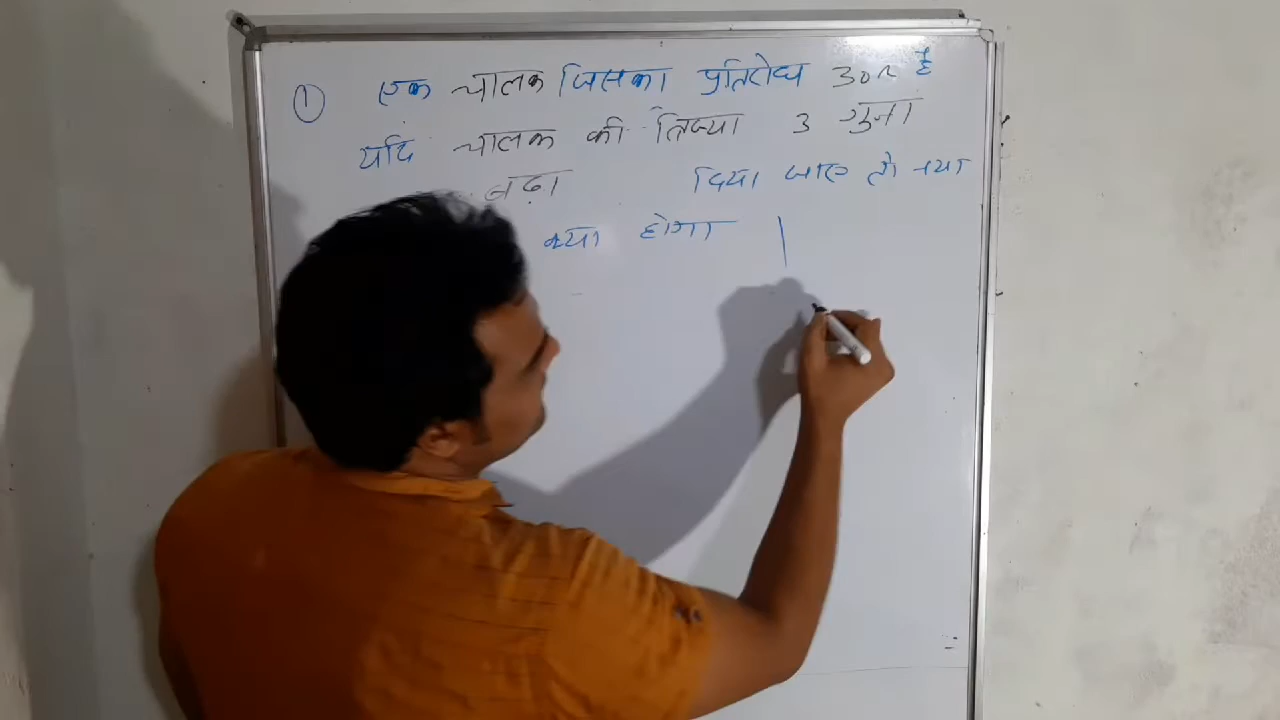 ① एक चालक जिसका प्रतिरोध 30Ω है
यदि चालक की त्रिज्या 3 गुना
बढ़ा दिया जाए तो नया
क्या होगा |